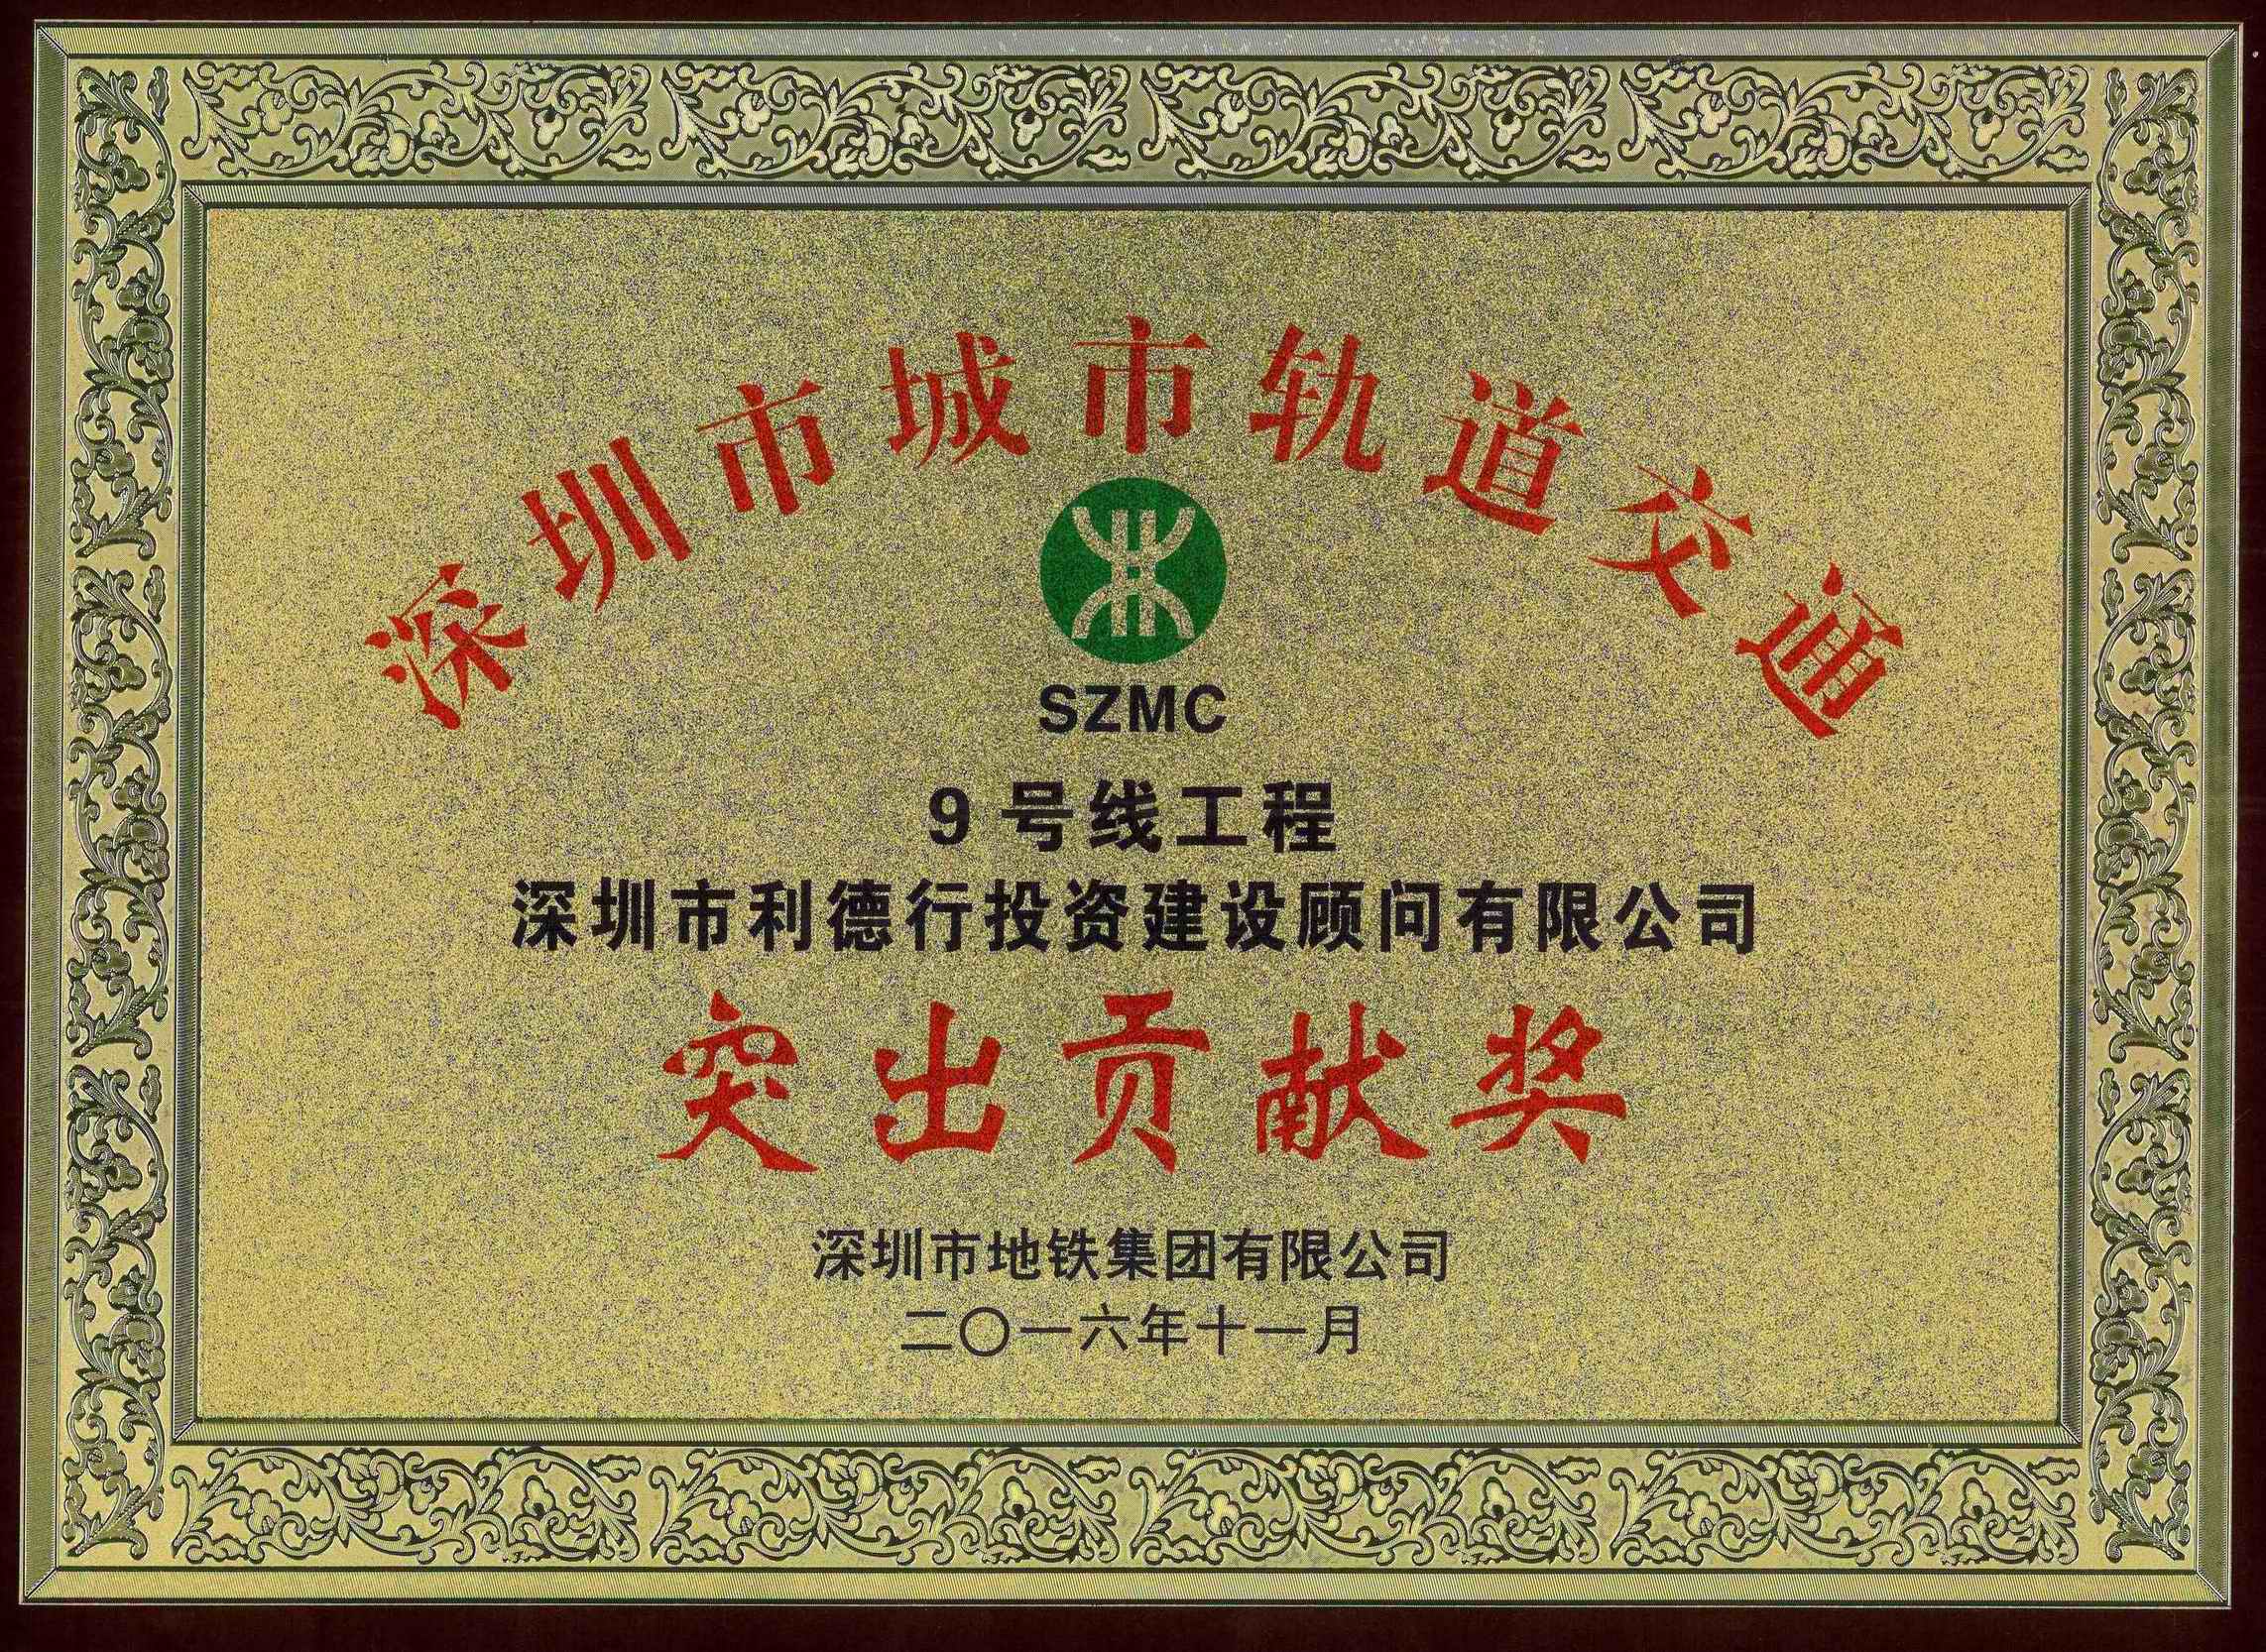 深圳市城市轨道交通
SZMC
9号线工程
深圳市利德行投资建设顾问有限公司
突出贡献奖
深圳市地铁集团有限公司
二〇一六年十一月